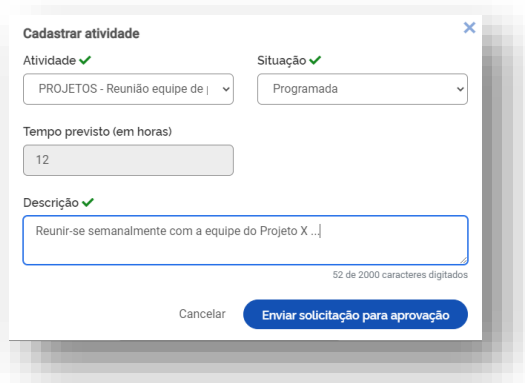 Cadastrar atividade
×
Atividade ✔ Situação ✔
PROJETOS - Reunião equipe de Programada
Tempo previsto (em horas)
12
Descrição ✔
Reunir-se semanalmente com a equipe do Projeto X ...
52 de 2000 caracteres digitados
Cancelar Enviar solicitação para aprovação